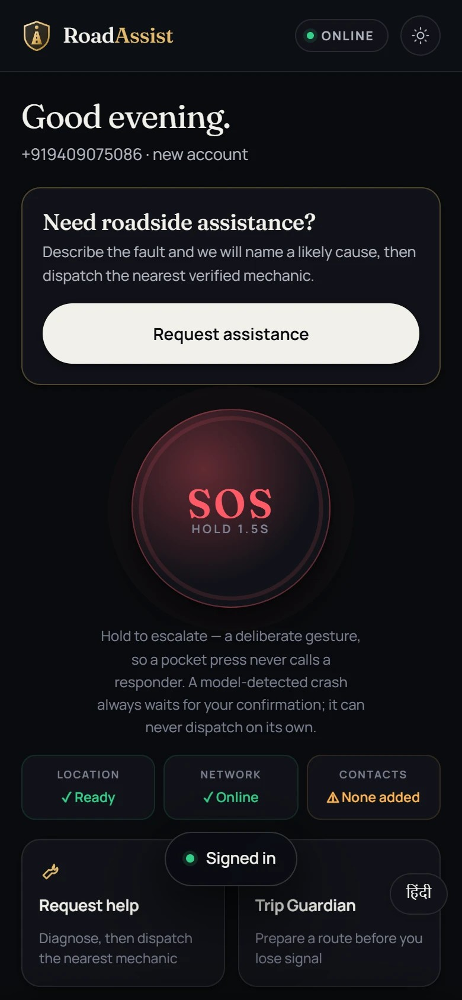 RoadAssist
ONLINE
Good evening.
+919409075086 · new account
Need roadside assistance?
Describe the fault and we will name a likely cause, then
dispatch the nearest verified mechanic.
Request assistance
SOS
HOLD 1.5S
Hold to escalate — a deliberate gesture,
so a pocket press never calls a
responder. A model-detected crash
always waits for your confirmation; it can
never dispatch on its own.
LOCATION
✓ Ready
NETWORK
✓ Online
CONTACTS
⚠ None added
Signed in
Request help
Diagnose, then dispatch
the nearest mechanic
Trip Guardian
Prepare a route before you
lose signal
हिंदी